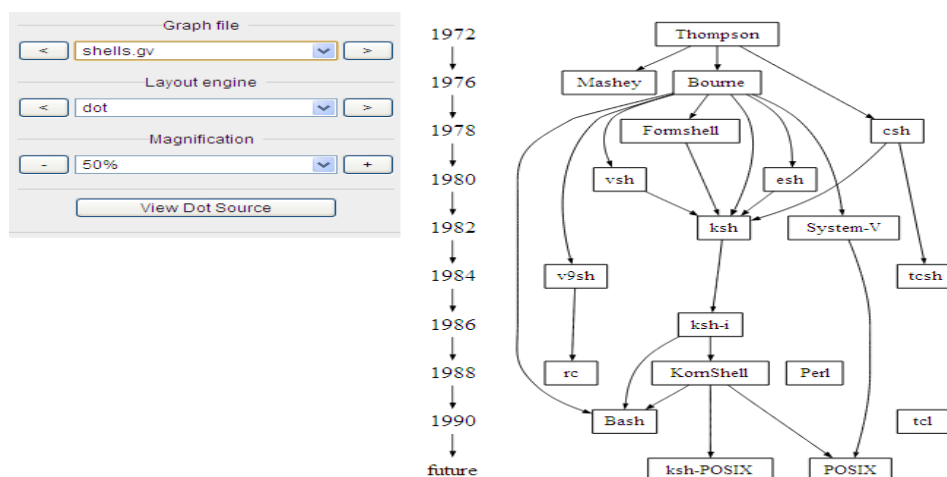 Graph file
< shells.gv >
Layout engine
< dot >
Magnification
- 50% +
View Dot Source
1972 Thompson
1976 Mashey Bourne
1978 Formshell csh
1980 vsh esh
1982 ksh System-V
1984 v9sh tcsh
1986 ksh-i
1988 rc KornShell Perl
1990 Bash tcl
future ksh-POSIX POSIX